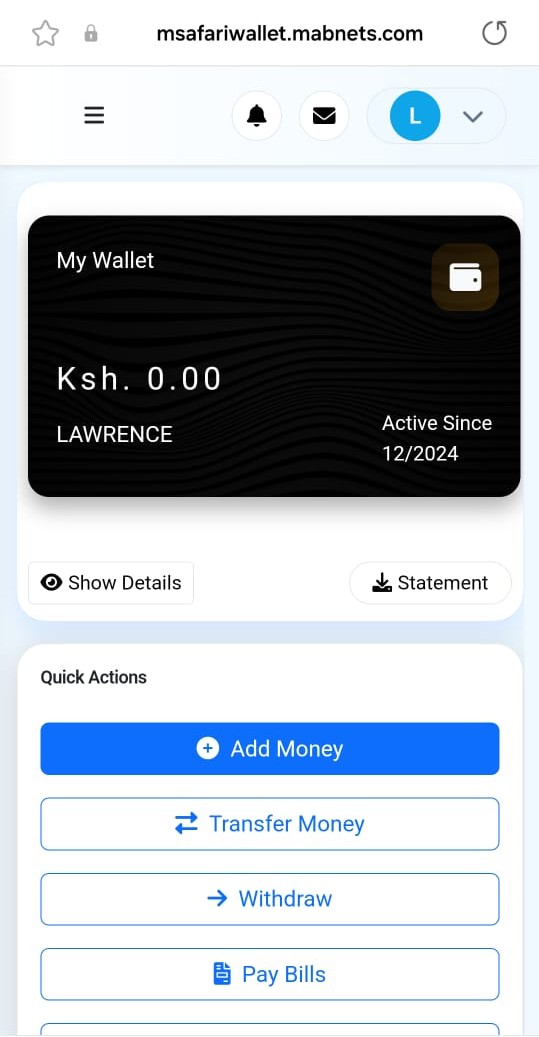 msafariwallet.mabnets.com
L
My Wallet
Ksh. 0.00
LAWRENCE
Active Since
12/2024
Show Details
Statement
Quick Actions
Add Money
Transfer Money
Withdraw
Pay Bills